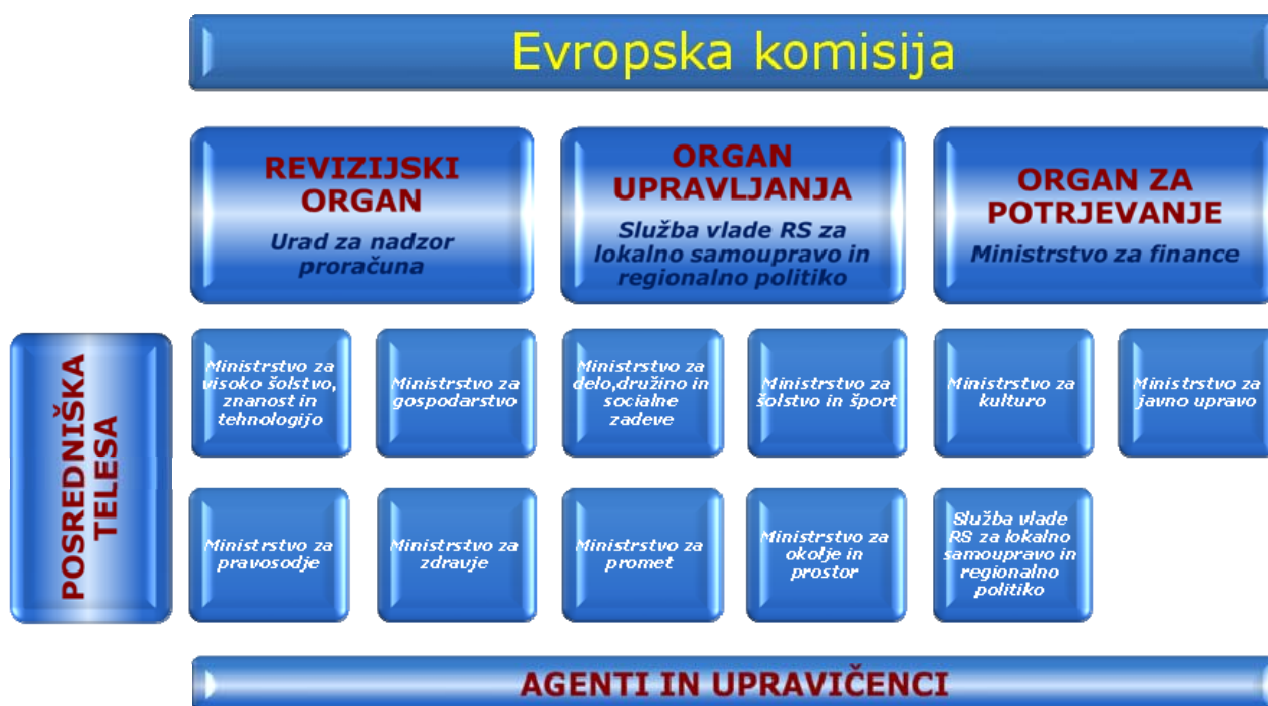 Evropska komisija
REVIZIJSKI
ORGAN
Urad za nadzor
proračuna
ORGAN
UPRAVLJANJA
Služba vlade RS za
lokalno samoupravo in
regionalno politiko
ORGAN ZA
POTRJEVANJE
Ministrstvo za finance
POSREDNIŠKA
TELESA
Ministrstvo za
visoko šolstvo,
znanost in
tehnologijo
Ministrstvo za
gospodarstvo
Ministrstvo za
delo,družino in
socialne
zadeve
Ministrstvo za
šolstvo in šport
Ministrstvo za
kulturo
Ministrstvo za
javno upravo
Ministrstvo za
pravosodje
Ministrstvo za
zdravje
Ministrstvo za
promet
Ministrstvo za
okolje in
prostor
Služba vlade
RS za lokalno
samoupravo in
regionalno
politiko
AGENTI IN UPRAVIČENCI